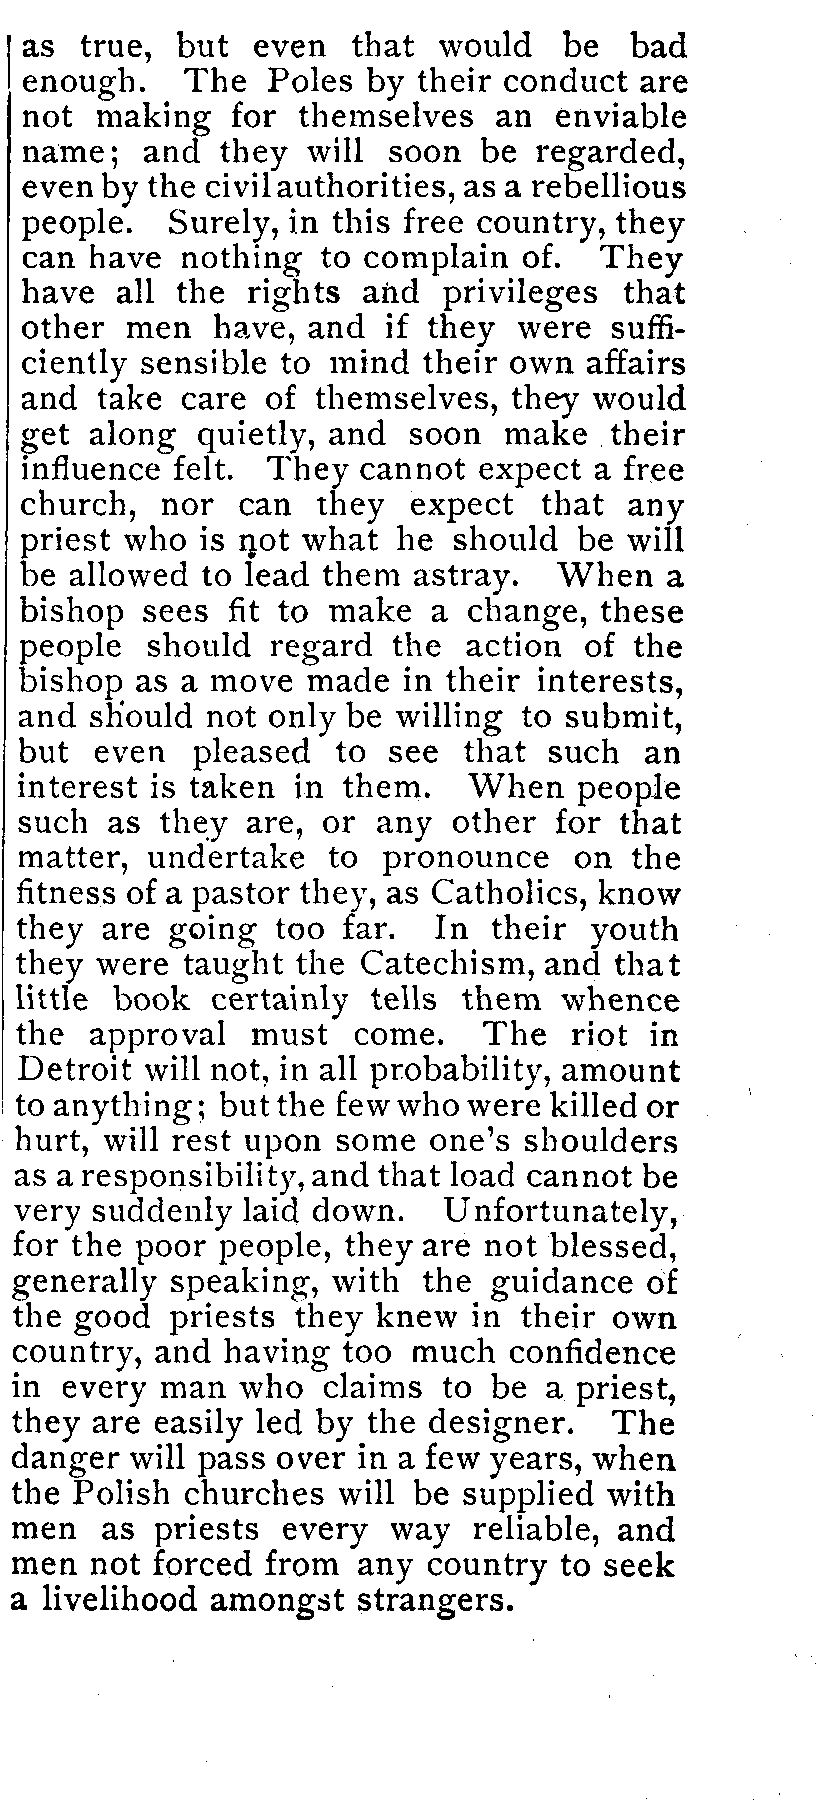 as true, but even that would be bad
enough. The Poles by their conduct are
not making for themselves an enviable
name; and they will soon be regarded,
even by the civil authorities, as a rebellious
people. Surely, in this free country, they
can have nothing to complain of. They
have all the rights and privileges that
other men have, and if they were suffi-
ciently sensible to mind their own affairs
and take care of themselves, they would
get along quietly, and soon make their
influence felt. They cannot expect a free
church, nor can they expect that any
priest who is not what he should be will
be allowed to lead them astray. When a
bishop sees fit to make a change, these
people should regard the action of the
bishop as a move made in their interests,
and should not only be willing to submit,
but even pleased to see that such an
interest is taken in them. When people
such as they are, or any other for that
matter, undertake to pronounce on the
fitness of a pastor they, as Catholics, know
they are going too far. In their youth
they were taught the Catechism, and that
little book certainly tells them whence
the approval must come. The riot in
Detroit will not, in all probability, amount
to anything; but the few who were killed or
hurt, will rest upon some one's shoulders
as a responsibility, and that load cannot be
very suddenly laid down. Unfortunately,
for the poor people, they are not blessed,
generally speaking, with the guidance of
the good priests they knew in their own
country, and having too much confidence
in every man who claims to be a priest,
they are easily led by the designer. The
danger will pass over in a few years, when
the Polish churches will be supplied with
men as priests every way reliable, and
men not forced from any country to seek
a livelihood amongst strangers.